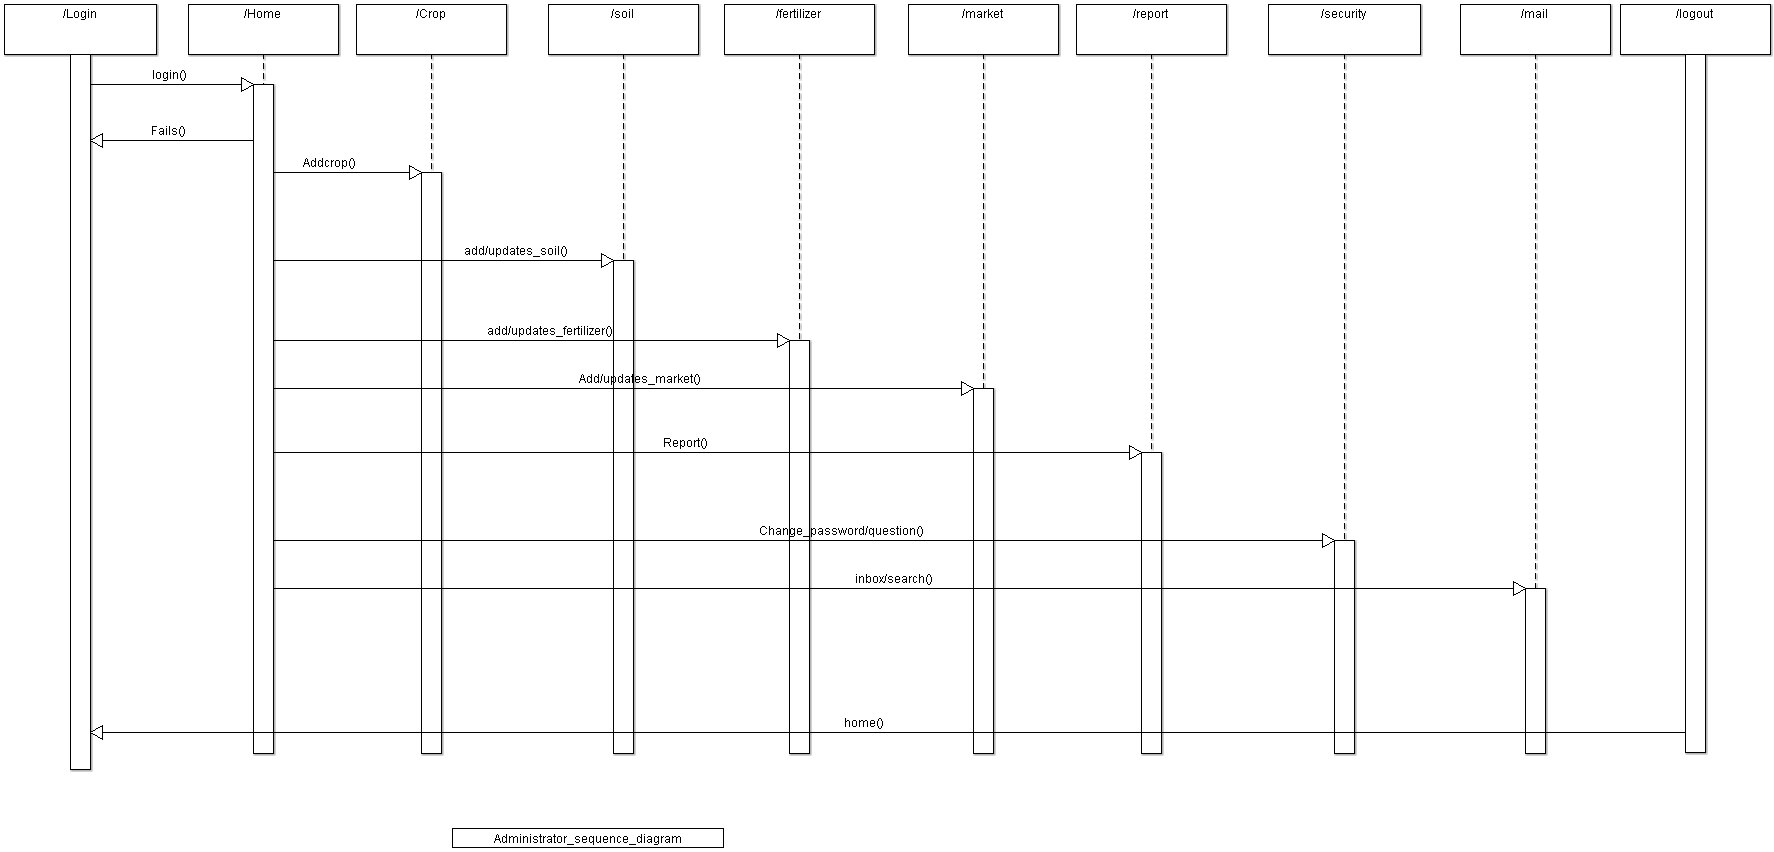 /Login
/Home
/Crop
/soil
/fertilizer
/market
/report
/security
/mail
/logout
login()
Fails()
Addcrop()
add/updates_soil()
add/updates_fertilizer()
Add/updates_market()
Report()
Change_password/question()
inbox/search()
home()
Administrator_sequence_diagram